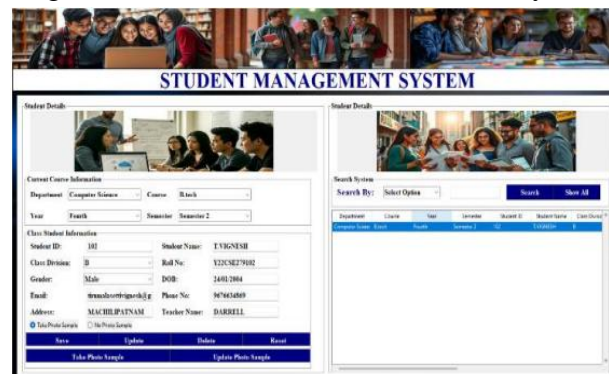 STUDENT MANAGEMENT SYSTEM
Student Details
Current Course Information
Department Computer Science Course B.tech
Year Fourth Semester Semester 2
Class Student Information
Student ID: 102 Student Name: T.VIGNESH
Class Division: B Roll No: Y22CSE279102
Gender: Male DOB: 24/01/2004
Email: Phone No: 9676634869
Address: MACHILIPATNAM Teacher Name: DARRELL
Take Photo Sample No Photo Sample
Save Update Delete Reset
Take Photo Sample Update Photo Sample
Student Details
Search System
Search By: Select Option Search Show All
Department Course Year Semester Student ID Student Name Class Divisi
Computer Science B.tech Fourth Semester 2 102 T.VIGNESH B